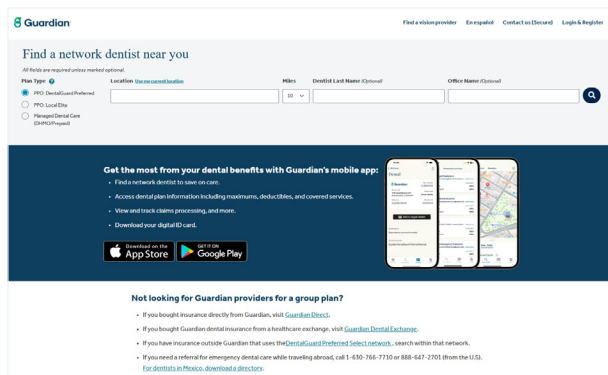 Guardian
Find a vision provider En español Contact us (Secure) Login & Register
Find a network dentist near you
All fields are required unless marked optional.
Plan Type Location Use my current location Miles Dentist Last Name (Optional) Office Name (Optional)
PPO: DentalGuard Preferred
10
PPO: Local Elite
Managed Dental Care
(DHMO/Prepaid)
Get the most from your dental benefits with Guardian's mobile app:
• Find a network dentist to save on care.
• Access dental plan information including maximums, deductibles, and covered services.
• View and track claims processing, and more.
• Download your digital ID card.
Download on the
App Store
GET IT ON
Google Play
Dental
Guardian
Not looking for Guardian providers for a group plan?
• If you bought insurance directly from Guardian, visit Guardian Direct.
• If you bought Guardian dental insurance from a healthcare exchange, visit Guardian Dental Exchange.
• If you have insurance outside Guardian that uses theDentalGuard Preferred Select network , search within that network.
• If you need a referral for emergency dental care while traveling abroad, call 1-630-766-7710 or 888-647-2701 (from the U.S).
For dentists in Mexico, download a directory.